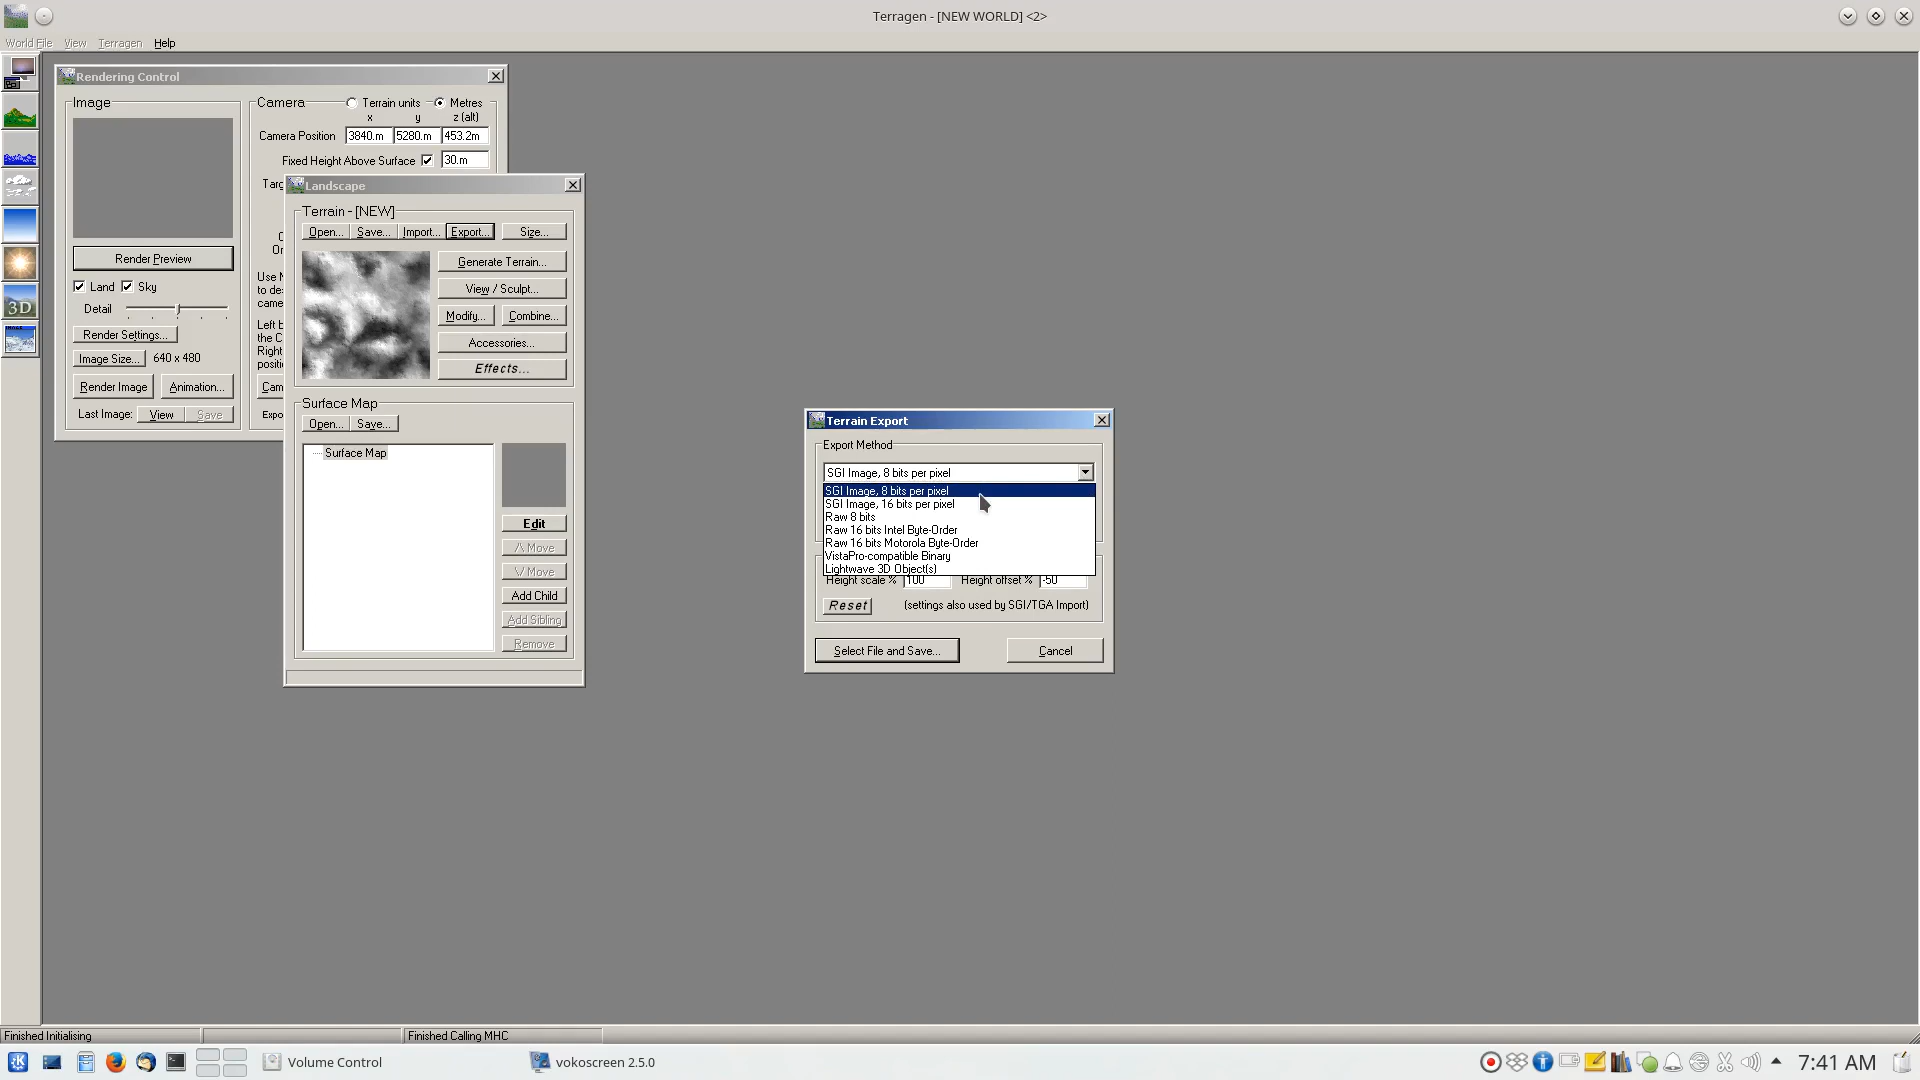 Terragen - [NEW WORLD] <2>
World File View Terragen Help
Rendering Control
Image
Render Preview
Land Sky
Detail
Render Settings...
Image Size... 640 x 480
Render Image Animation...
Last Image: View Save
Camera Terrain units Metres
x y z (alt)
Camera Position 3840.m 5280.m 453.2m
Fixed Height Above Surface 30.m
Landscape
Terrain - [NEW]
Open... Save... Import... Export... Size...
Generate Terrain...
View / Sculpt...
Modify... Combine...
Accessories...
Effects...
Surface Map
Open... Save...
Surface Map
Edit
/\ Move
\/ Move
Add Child
Add Sibling
Remove
Terrain Export
Export Method
SGI Image, 8 bits per pixel
SGI Image, 8 bits per pixel
SGI Image, 16 bits per pixel
Raw 8 bits
Raw 16 bits Intel Byte-Order
Raw 16 bits Motorola Byte-Order
VistaPro-compatible Binary
Lightwave 3D Object(s)
Height scale % 100 Height offset % -50
Reset (settings also used by SGI/TGA Import)
Select File and Save... Cancel
3D
Finished Initialising Finished Calling MHC
Volume Control vokoscreen 2.5.0 7:41 AM